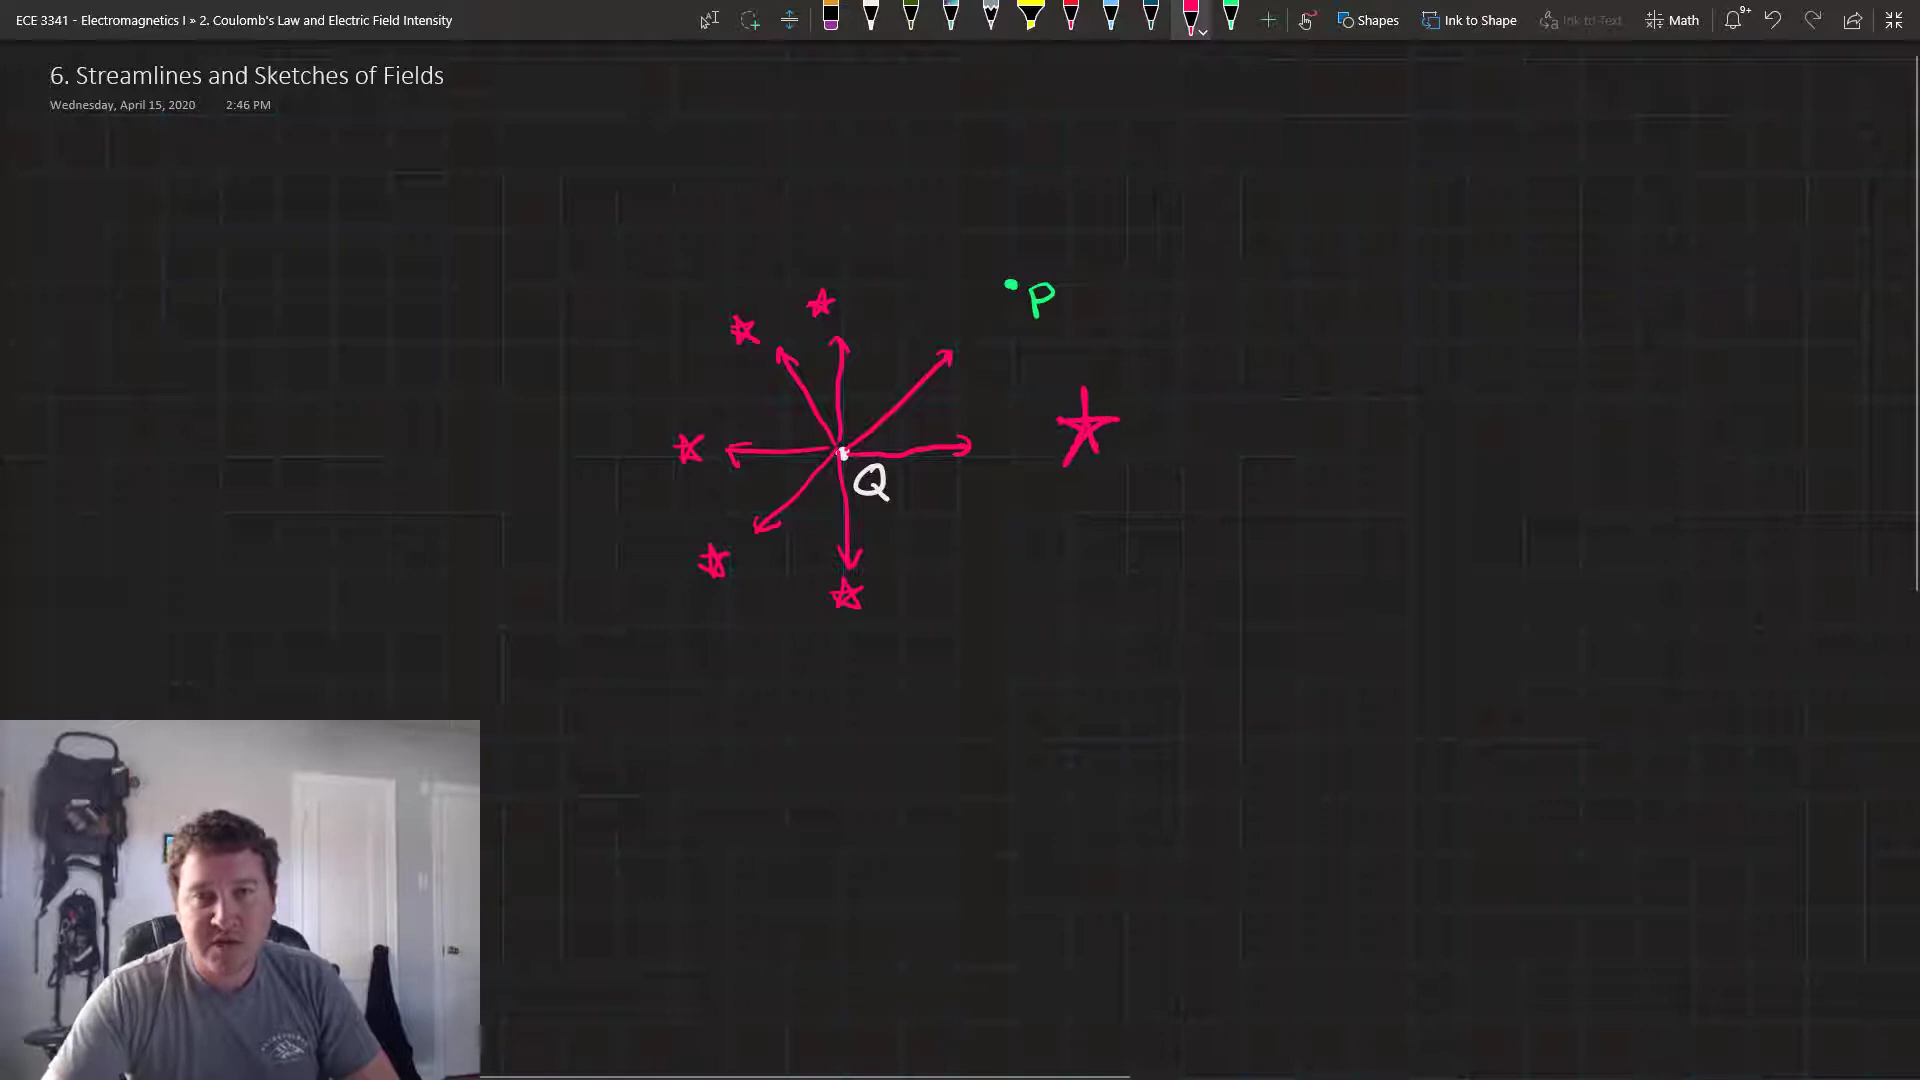 ECE 3341 - Electromagnetics I » 2. Coulomb's Law and Electric Field Intensity
Shapes
Ink to Shape
Ink to Text
Math
9+
6. Streamlines and Sketches of Fields
Wednesday, April 15, 2020 2:46 PM
P
Q